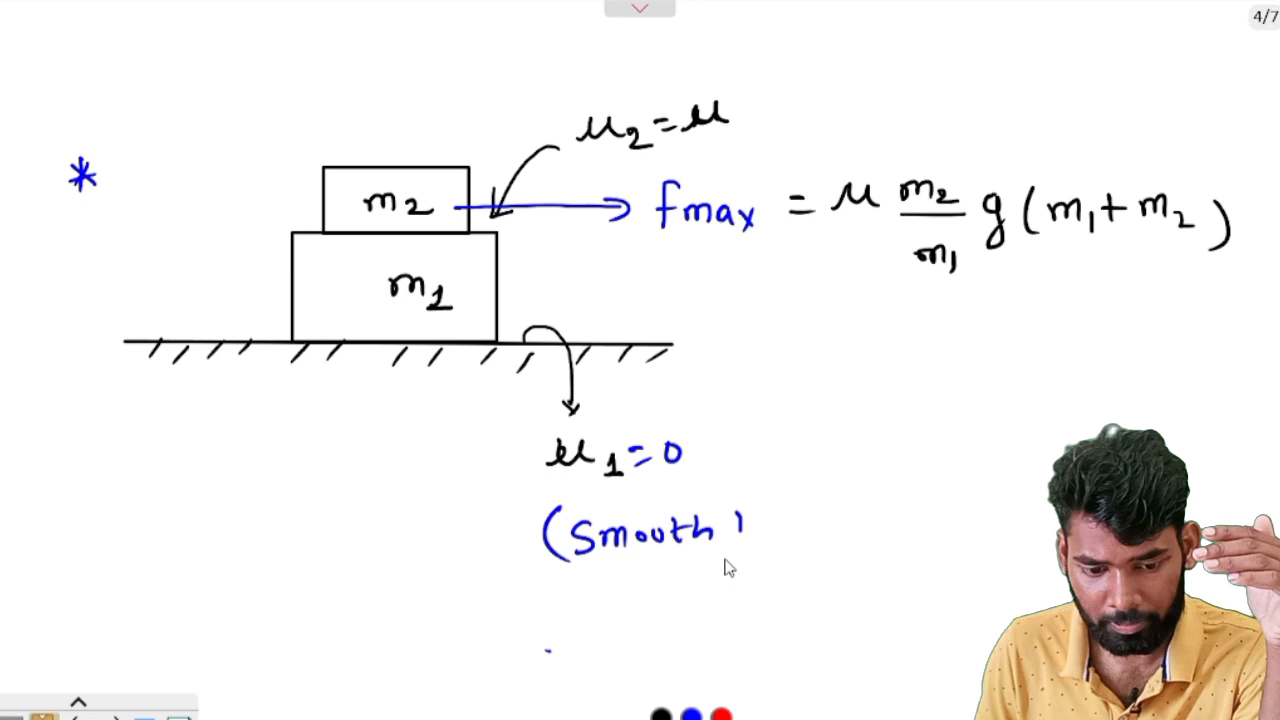 4/7
*
μ₂ = μ
m₂
fmax = μ m₂/m₁ g (m₁ + m₂)
m₁
μ₁ = 0
(Smooth )